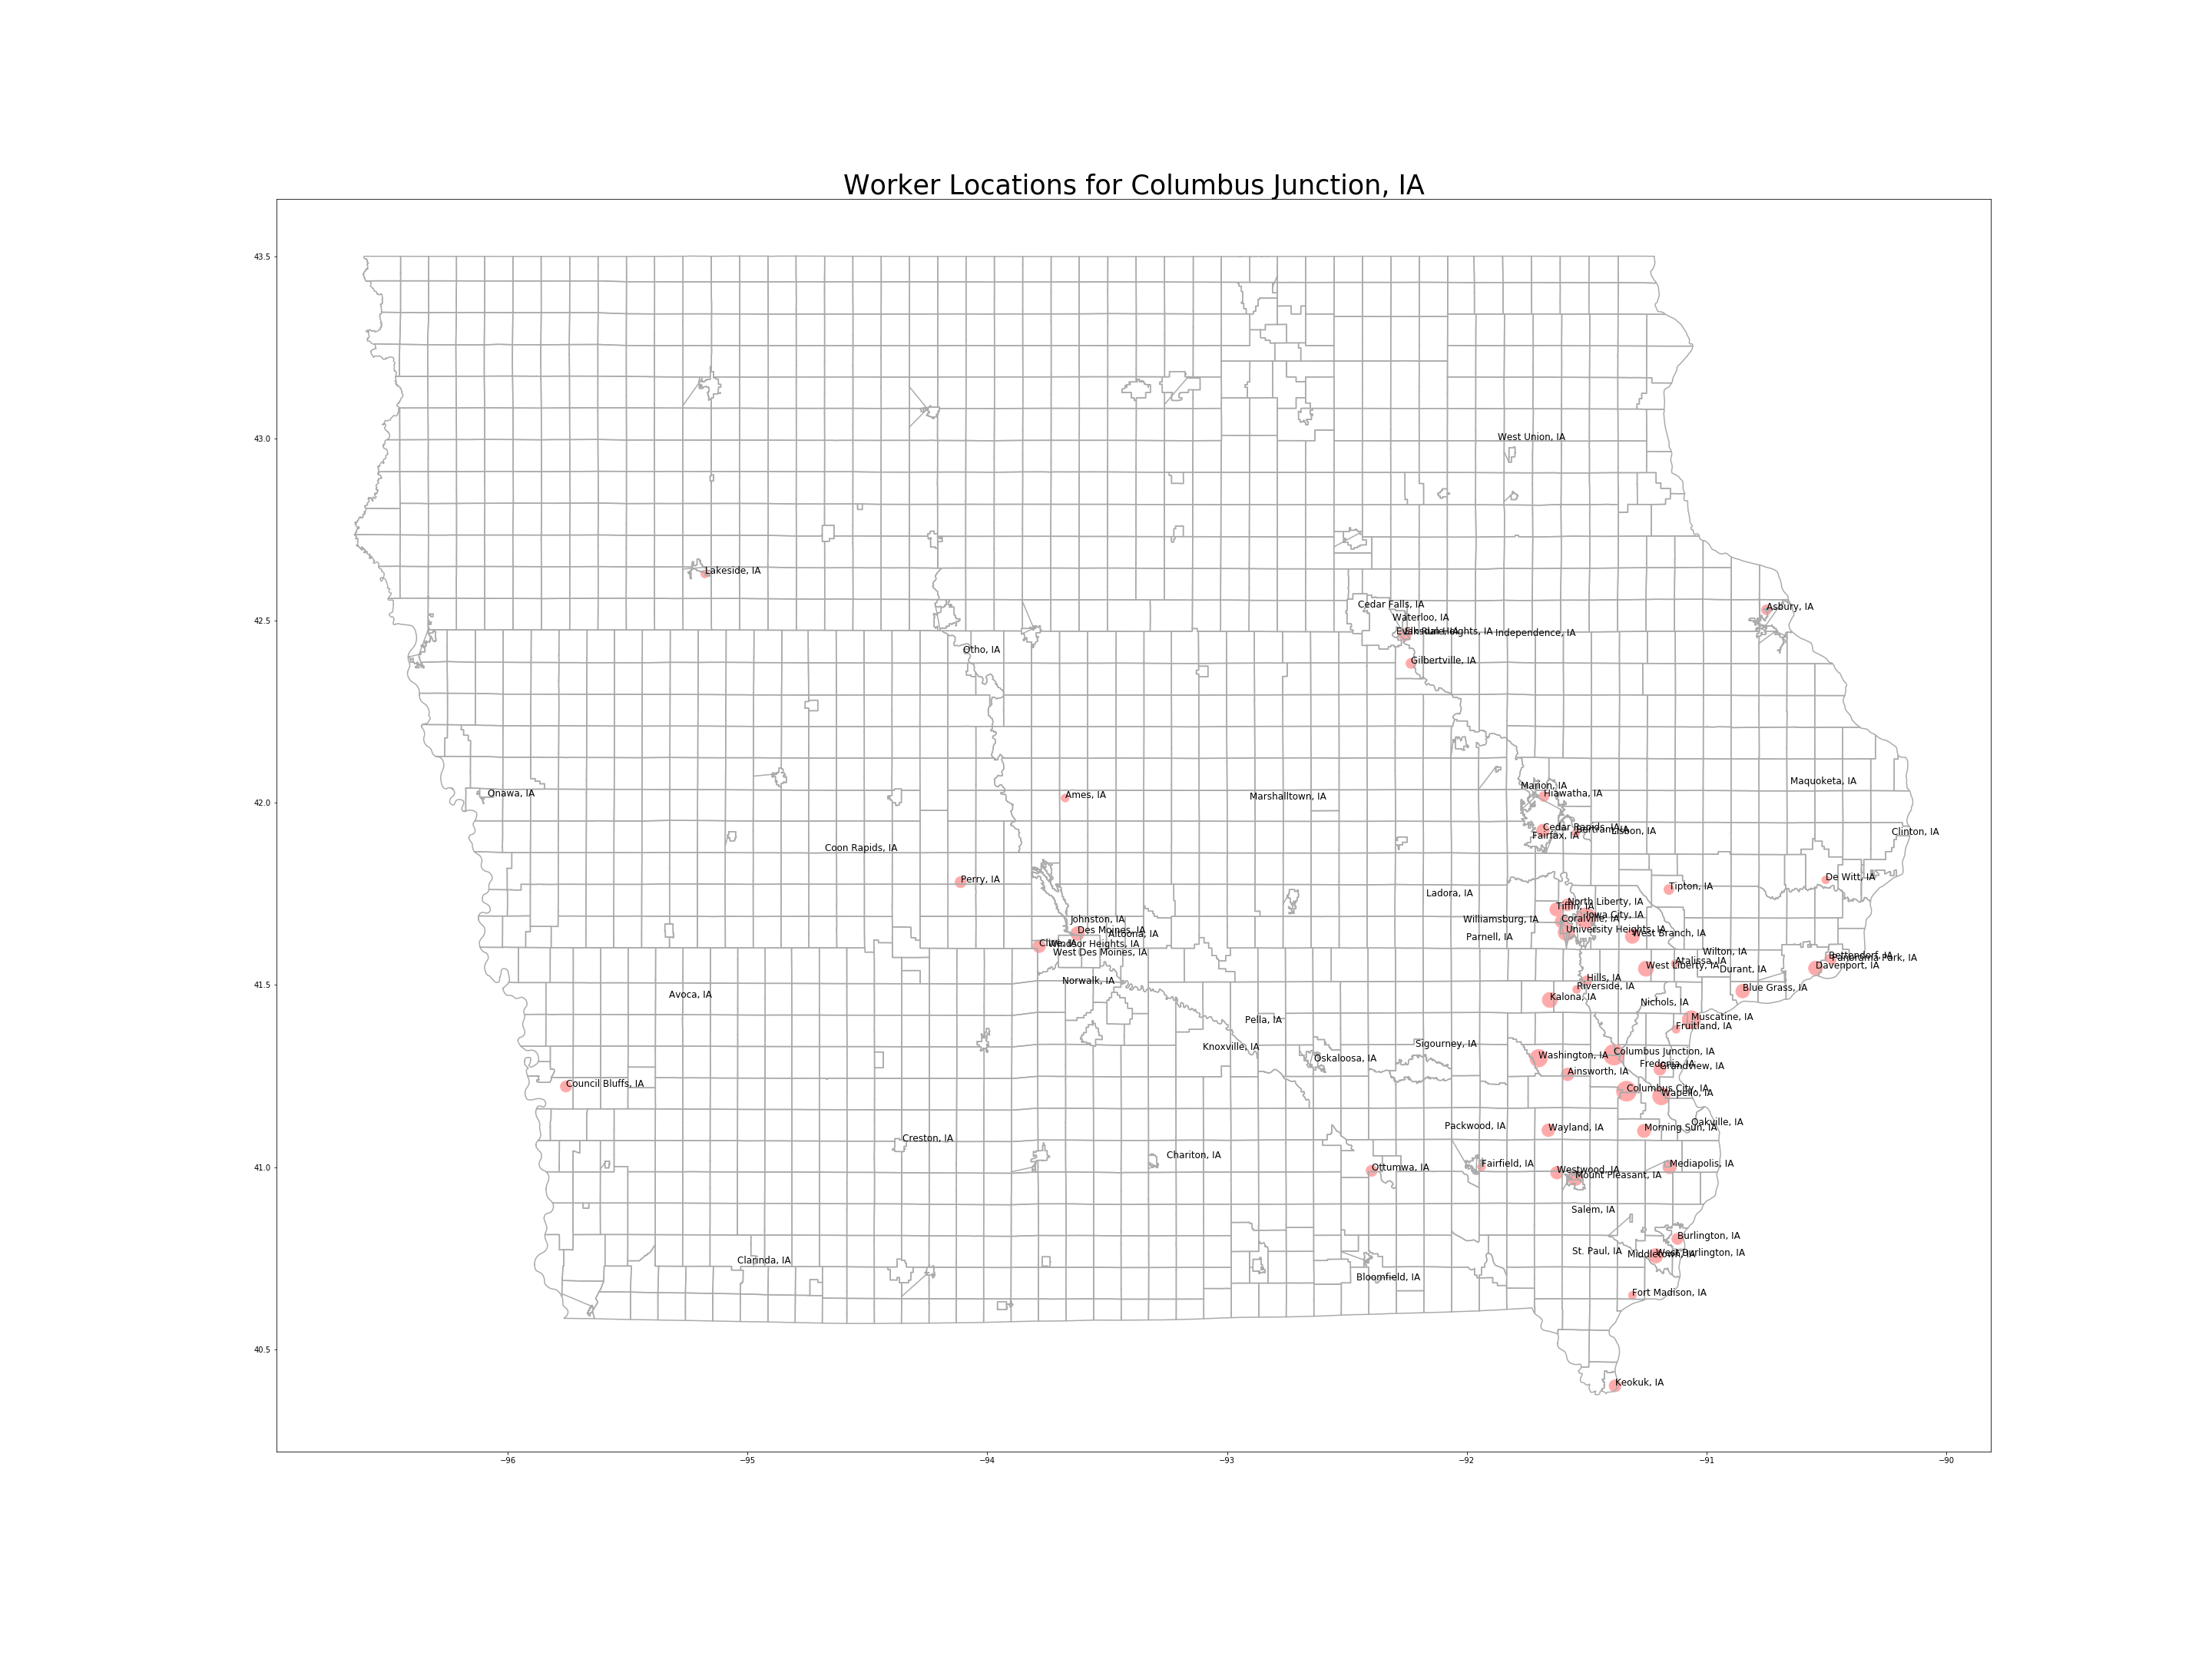 Worker Locations for Columbus Junction, IA
43.5
43.0
42.5
42.0
41.5
41.0
40.5
West Union, IA
Lakeside, IA
Cedar Falls, IA
Asbury, IA
Waterloo, IA
Elk Run Heights, IA
Independence, IA
Otho, IA
Gilbertville, IA
Maquoketa, IA
Marion, IA
Onawa, IA
Ames, IA
Marshalltown, IA
Hiawatha, IA
Cedar Rapids, IA
Bertram, IA
Lisbon, IA
Clinton, IA
Fairfax, IA
Coon Rapids, IA
Perry, IA
De Witt, IA
Tipton, IA
Ladora, IA
North Liberty, IA
Tiffin, IA
Iowa City, IA
Johnston, IA
Williamsburg, IA
Coralville, IA
Des Moines, IA
Altoona, IA
University Heights, IA
West Branch, IA
Parnell, IA
Clive, IA
Windsor Heights, IA
West Des Moines, IA
Wilton, IA
Bettendorf, IA
Panorama Park, IA
Atalissa, IA
West Liberty, IA
Durant, IA
Davenport, IA
Norwalk, IA
Hills, IA
Riverside, IA
Blue Grass, IA
Avoca, IA
Kalona, IA
Nichols, IA
Pella, IA
Muscatine, IA
Fruitland, IA
Knoxville, IA
Sigourney, IA
Columbus Junction, IA
Oskaloosa, IA
Washington, IA
Fredonia, IA
Grandview, IA
Ainsworth, IA
Council Bluffs, IA
Columbus City, IA
Wapello, IA
Oakville, IA
Packwood, IA
Wayland, IA
Morning Sun, IA
Creston, IA
Chariton, IA
Ottumwa, IA
Fairfield, IA
Mediapolis, IA
Westwood, IA
Mount Pleasant, IA
Salem, IA
Burlington, IA
St. Paul, IA
Middletown, IA
West Burlington, IA
Clarinda, IA
Bloomfield, IA
Fort Madison, IA
Keokuk, IA
−96
−95
−94
−93
−92
−91
−90